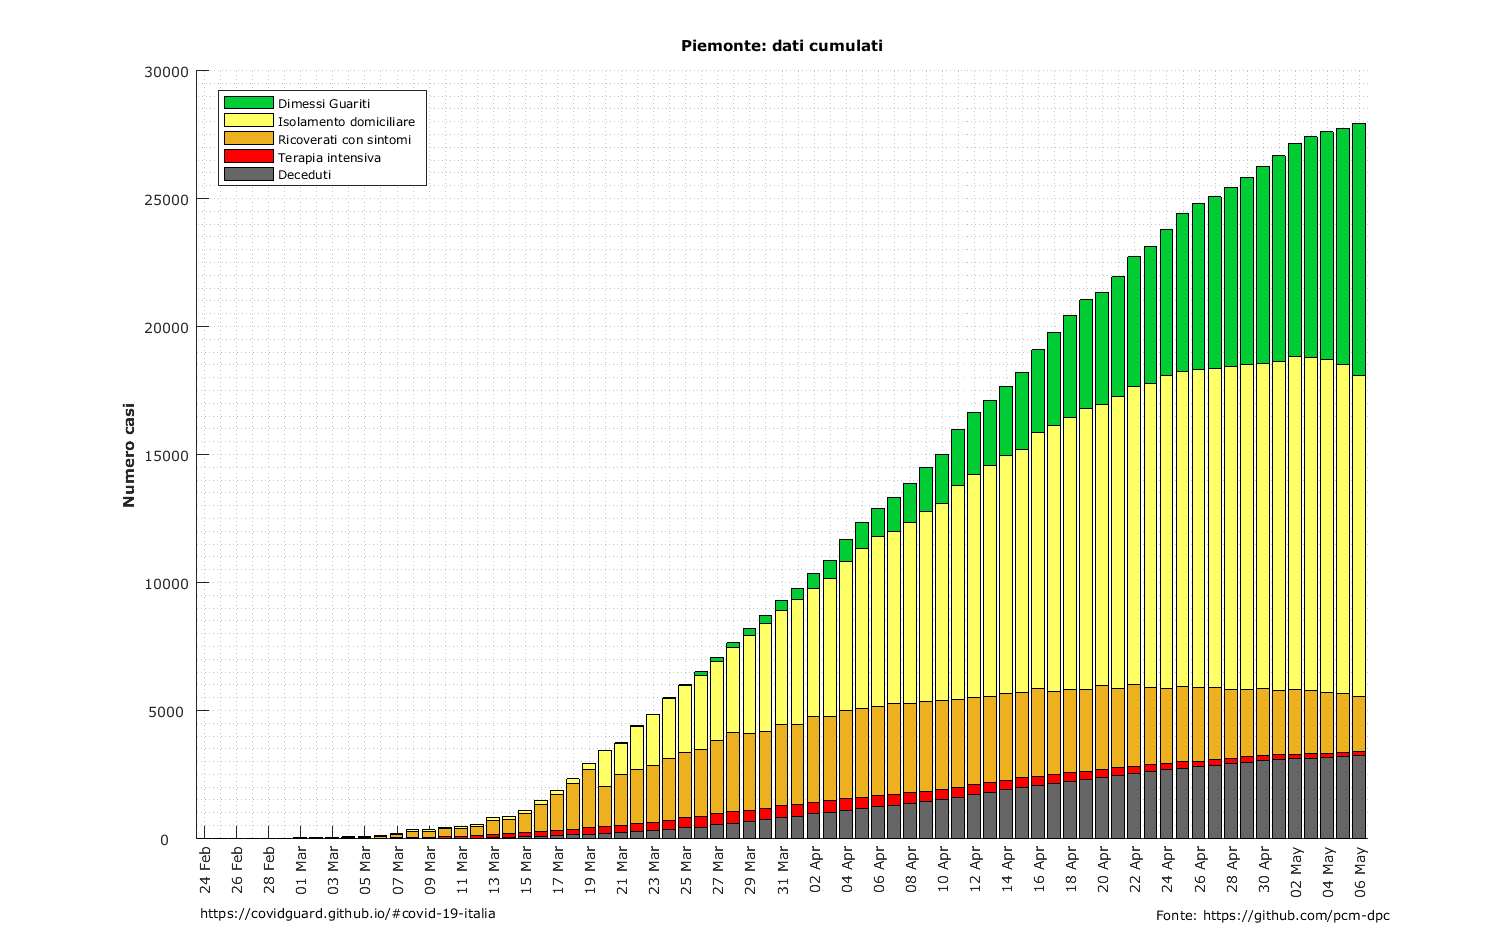 Piemonte: dati cumulati
30000
25000
20000
15000
10000
5000
0
Numero casi
Dimessi Guariti
Isolamento domiciliare
Ricoverati con sintomi
Terapia intensiva
Deceduti
24 Feb
26 Feb
28 Feb
01 Mar
03 Mar
05 Mar
07 Mar
09 Mar
11 Mar
13 Mar
15 Mar
17 Mar
19 Mar
21 Mar
23 Mar
25 Mar
27 Mar
29 Mar
31 Mar
02 Apr
04 Apr
06 Apr
08 Apr
10 Apr
12 Apr
14 Apr
16 Apr
18 Apr
20 Apr
22 Apr
24 Apr
26 Apr
28 Apr
30 Apr
02 May
04 May
06 May
https://covidguard.github.io/#covid-19-italia
Fonte: https://github.com/pcm-dpc